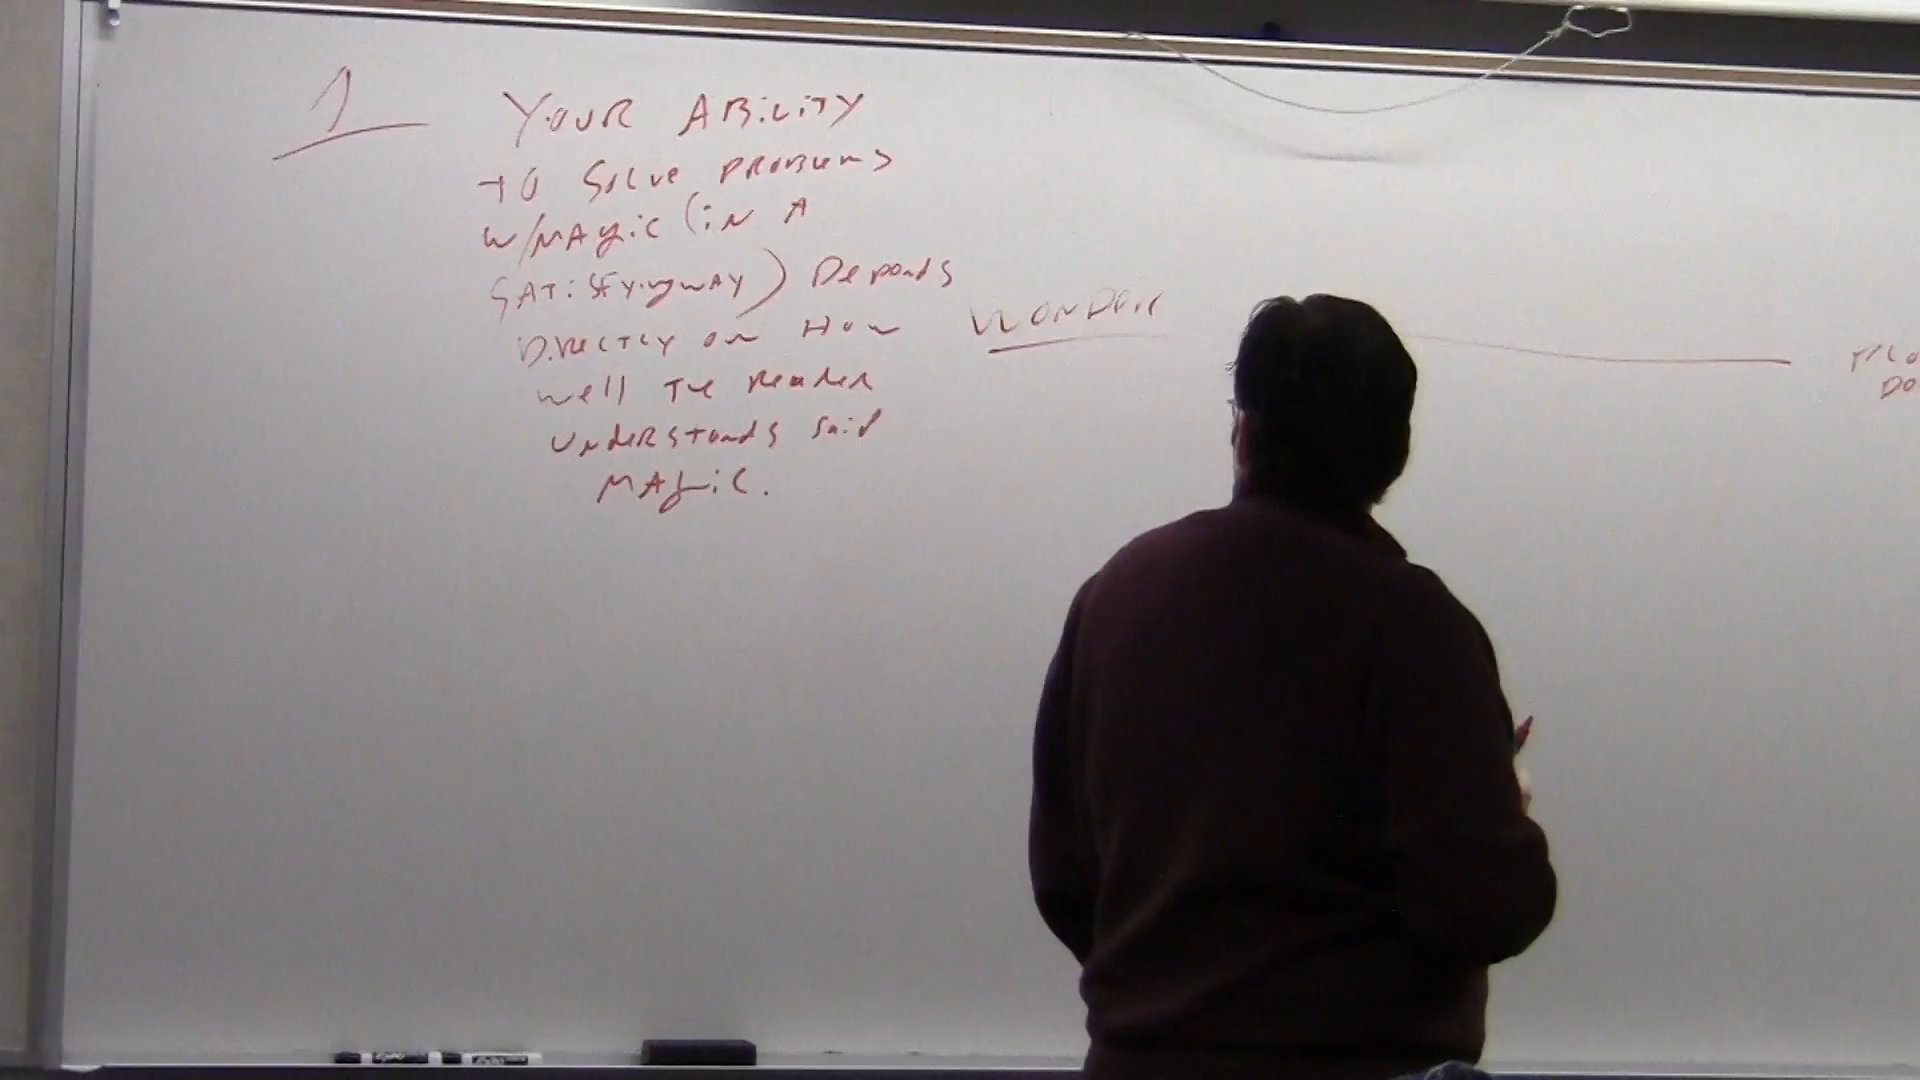 1
YOUR ABILITY
TO SOLVE PROBLEMS
W/MAGIC (IN A
SATISFYING WAY) DEPENDS
DIRECTLY ON HOW
WELL THE READER
UNDERSTANDS SAID
MAGIC.
WONDER